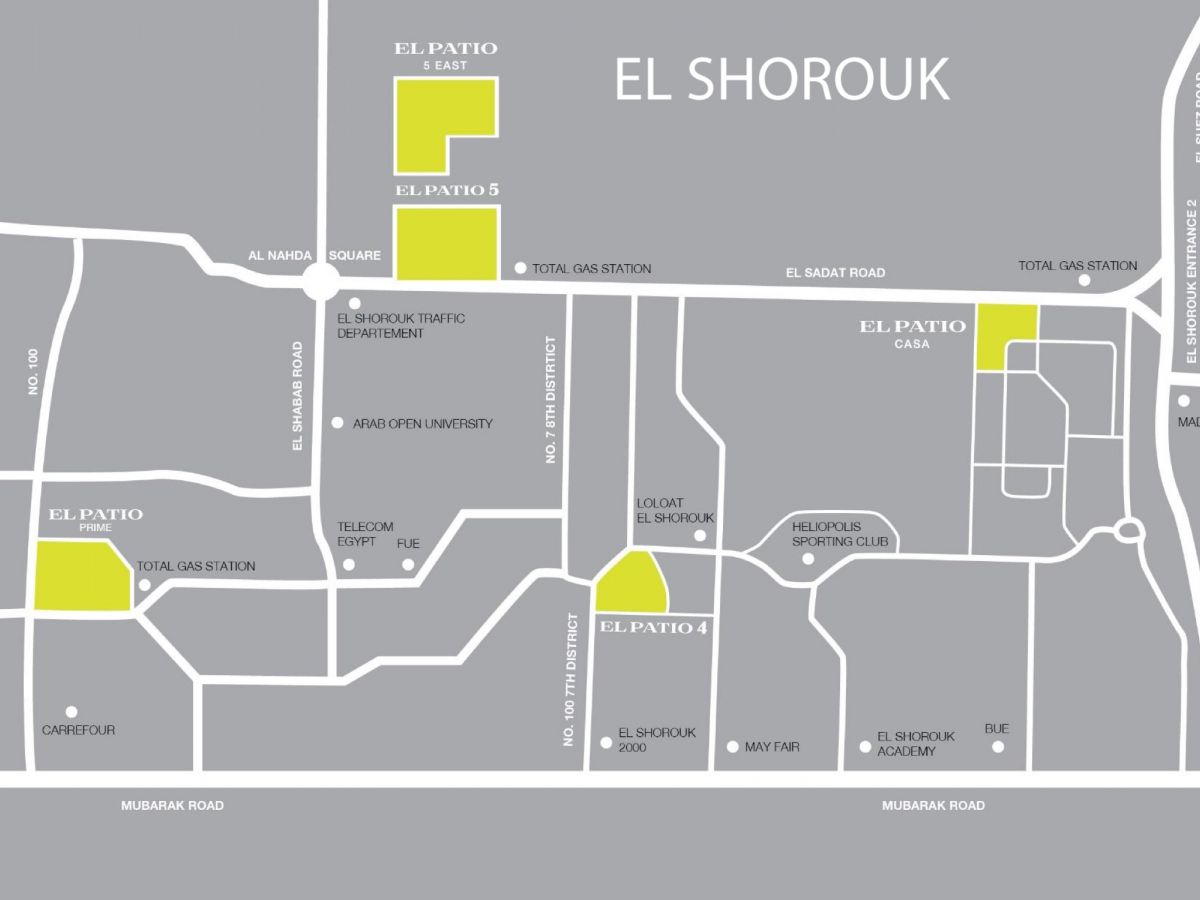 EL PATIO
5 EAST
EL SHOROUK
EL PATIO 5
AL NAHDA SQUARE
TOTAL GAS STATION
EL SADAT ROAD
TOTAL GAS STATION
EL SUEZ ROAD
EL SHOROUK ENTRANCE 2
EL SHOROUK TRAFFIC
DEPARTEMENT
EL PATIO
CASA
NO. 100
EL SHABAB ROAD
NO. 7 8TH DISTRTICT
ARAB OPEN UNIVERSITY
MAD
EL PATIO
PRIME
TELECOM
EGYPT
FUE
LOLOAT
EL SHOROUK
HELIOPOLIS
SPORTING CLUB
TOTAL GAS STATION
EL PATIO 4
NO. 100 7TH DISTRICT
CARREFOUR
EL SHOROUK
2000
MAY FAIR
EL SHOROUK
ACADEMY
BUE
MUBARAK ROAD
MUBARAK ROAD